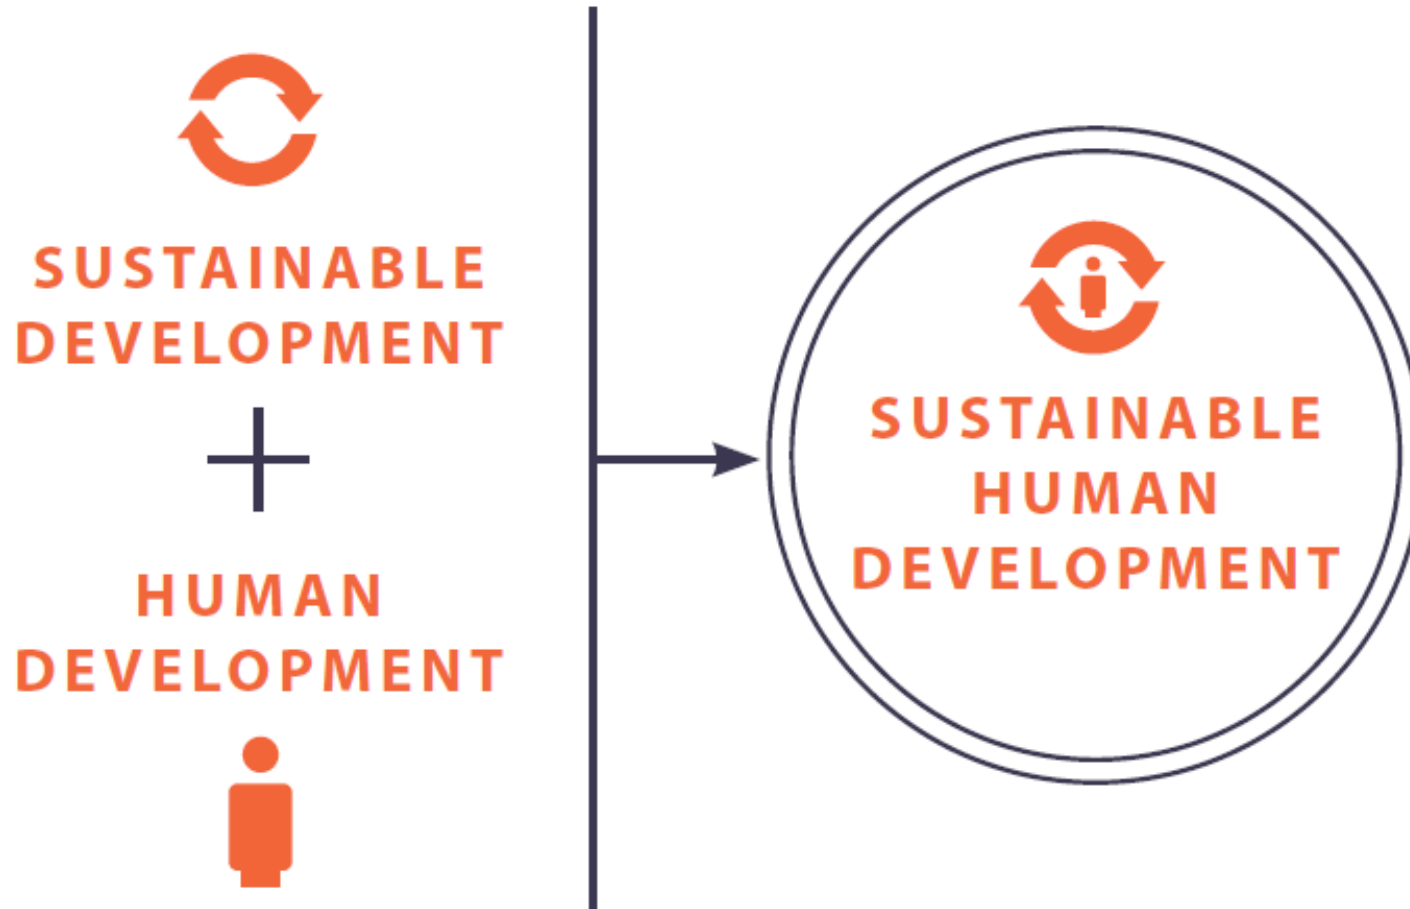 SUSTAINABLE
DEVELOPMENT
HUMAN
DEVELOPMENT
SUSTAINABLE
HUMAN
DEVELOPMENT